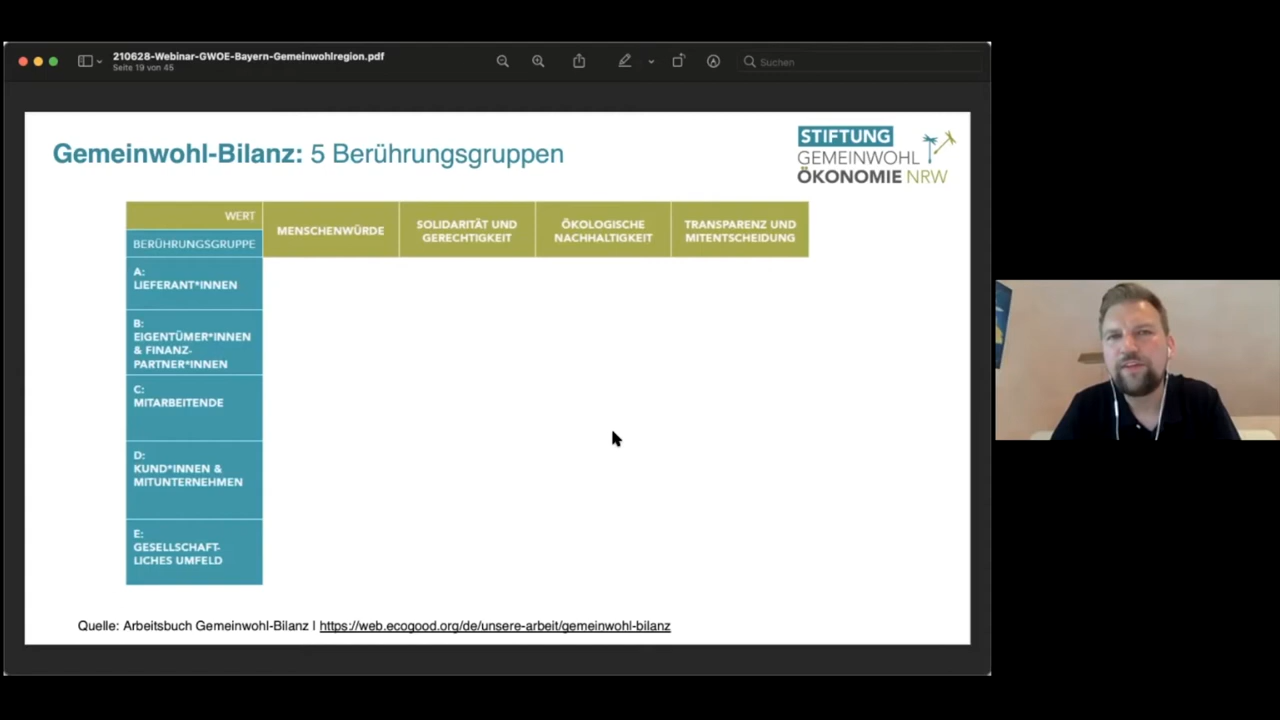 210628-Webinar-GWOE-Bayern-Gemeinwohlregion.pdf
Seite 19 von 45
Suchen
Gemeinwohl-Bilanz: 5 Berührungsgruppen
STIFTUNG
GEMEINWOHL
ÖKONOMIE NRW
WERT
BERÜHRUNGSGRUPPE
MENSCHENWÜRDE
SOLIDARITÄT UND
GERECHTIGKEIT
ÖKOLOGISCHE
NACHHALTIGKEIT
TRANSPARENZ UND
MITENTSCHEIDUNG
A:
LIEFERANT*INNEN
B:
EIGENTÜMER*INNEN
& FINANZ-
PARTNER*INNEN
C:
MITARBEITENDE
D:
KUND*INNEN &
MITUNTERNEHMEN
E:
GESELLSCHAFT-
LICHES UMFELD
Quelle: Arbeitsbuch Gemeinwohl-Bilanz I https://web.ecogood.org/de/unsere-arbeit/gemeinwohl-bilanz